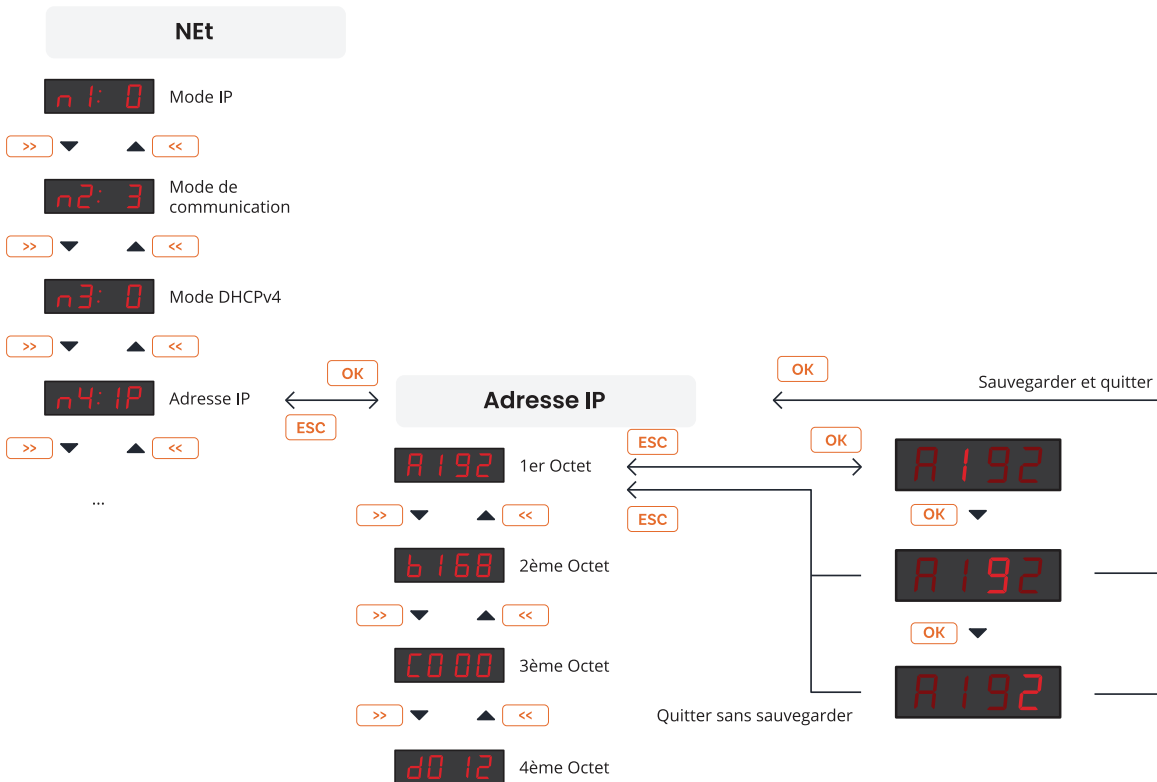 NEt
n1: 0
Mode IP
>> <<
n2: 3
Mode de
communication
>> <<
n3: 0
Mode DHCPv4
>> <<
n4:IP
Adresse IP
OK
ESC
>> <<
...
Adresse IP
OK
Sauvegarder et quitter
A192
1er Octet
ESC
OK
A192
>> <<
ESC
OK
b168
2ème Octet
A192
>> <<
OK
C000
3ème Octet
A192
>> <<
Quitter sans sauvegarder
d012
4ème Octet